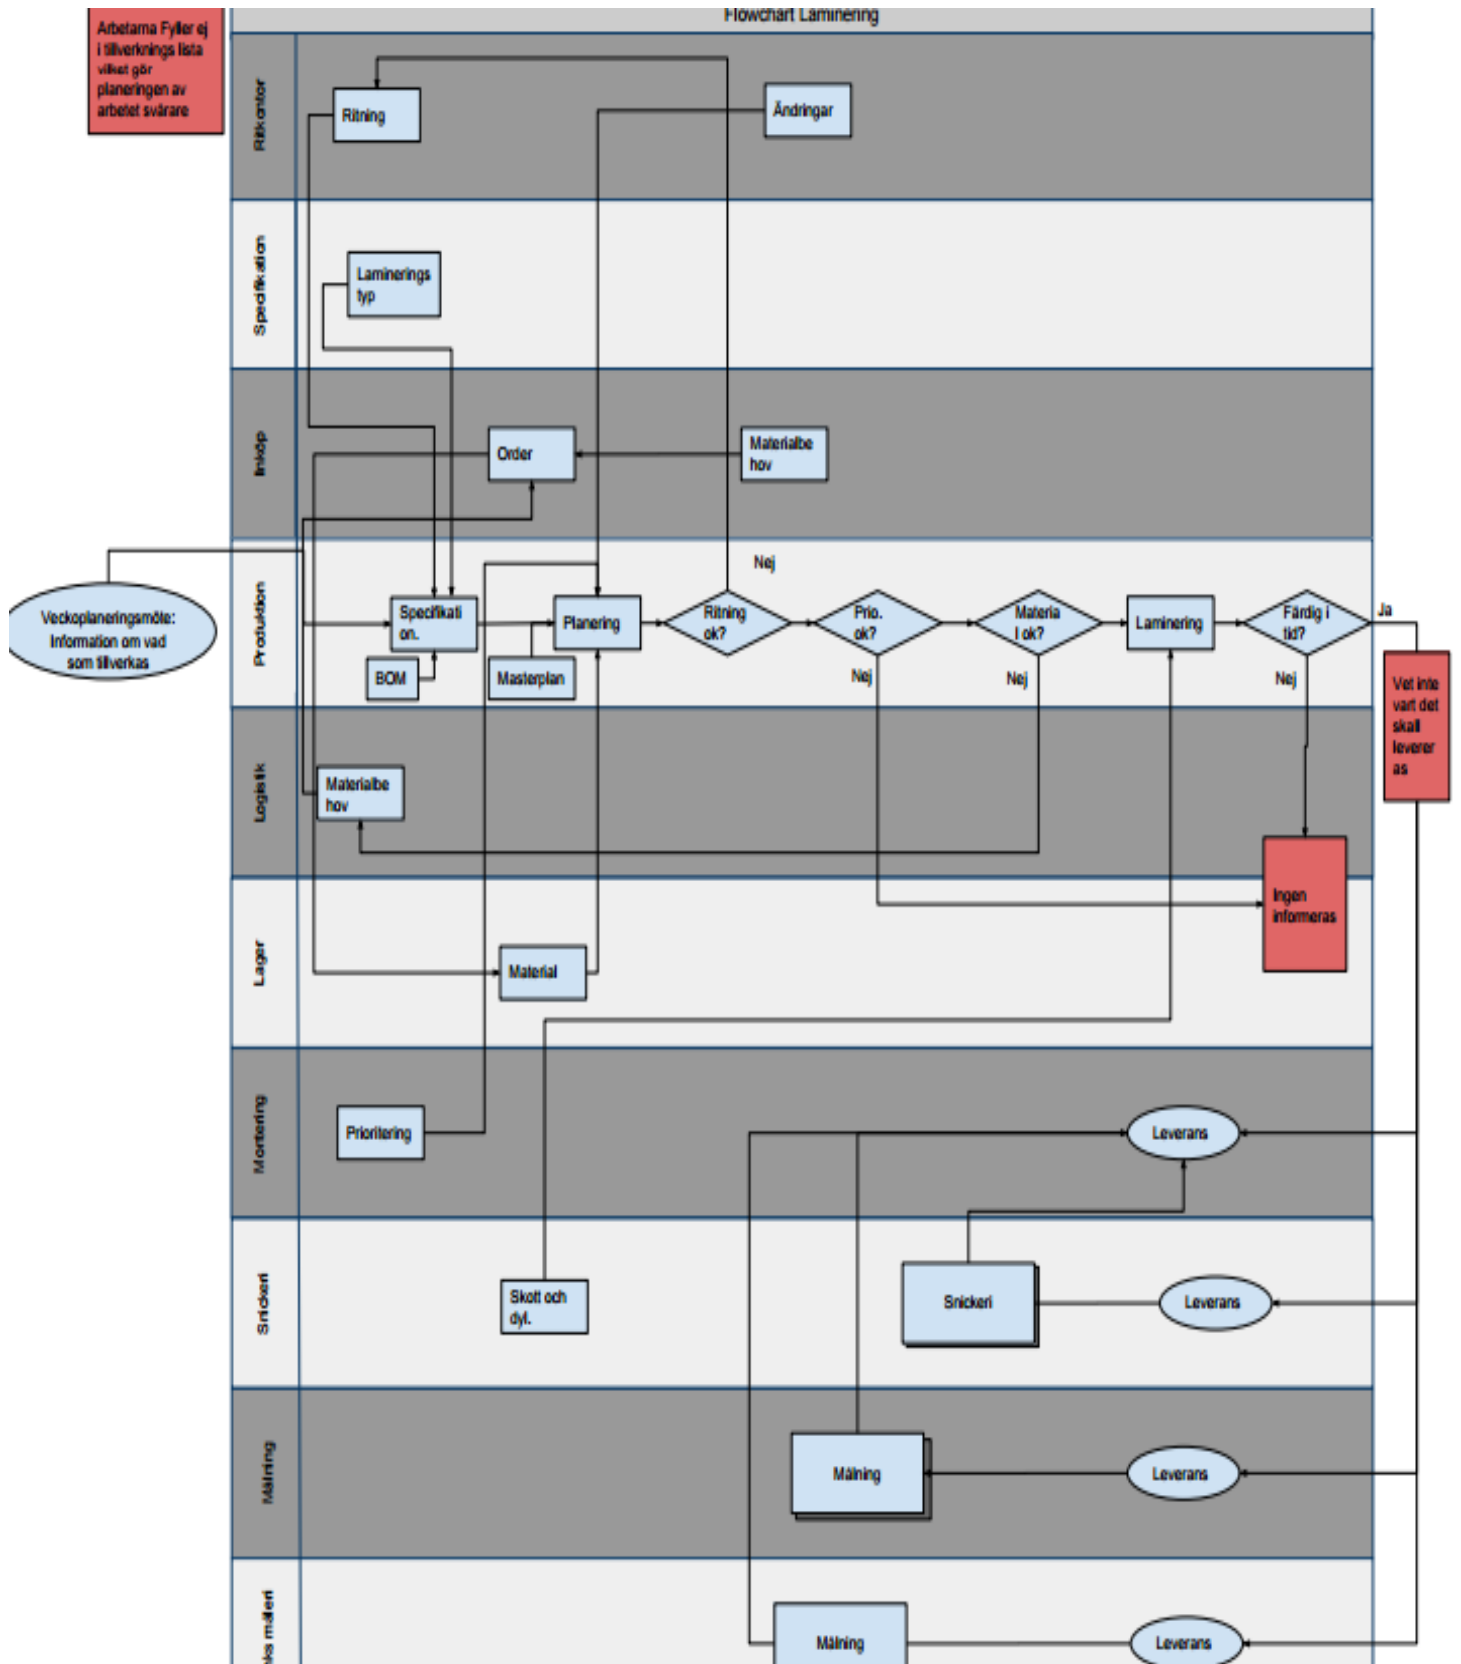 Flowchart Laminering
Arbetarna Fyller ej
i tillverknings lista
vilket gör
planeringen av
arbetet svårare
Ritkontor
Ritning
Ändringar
Specifikation
Laminerings
typ
Inköp
Order
Materialbe
hov
Produktion
Veckoplaneringsmöte:
Information om vad
som tillverkas
Specifikati
on.
BOM
Planering
Masterplan
Ritning
ok?
Nej
Prio.
ok?
Nej
Materia
l ok?
Nej
Laminering
Färdig i
tid?
Nej
Ja
Vet inte
vart det
skall
leverer
as
Logistik
Materialbe
hov
Ingen
informeras
Lager
Material
Montering
Prioritering
Leverans
Snickeri
Skott och
dyl.
Snickeri
Leverans
Målning
Målning
Leverans
måleri
Målning
Leverans